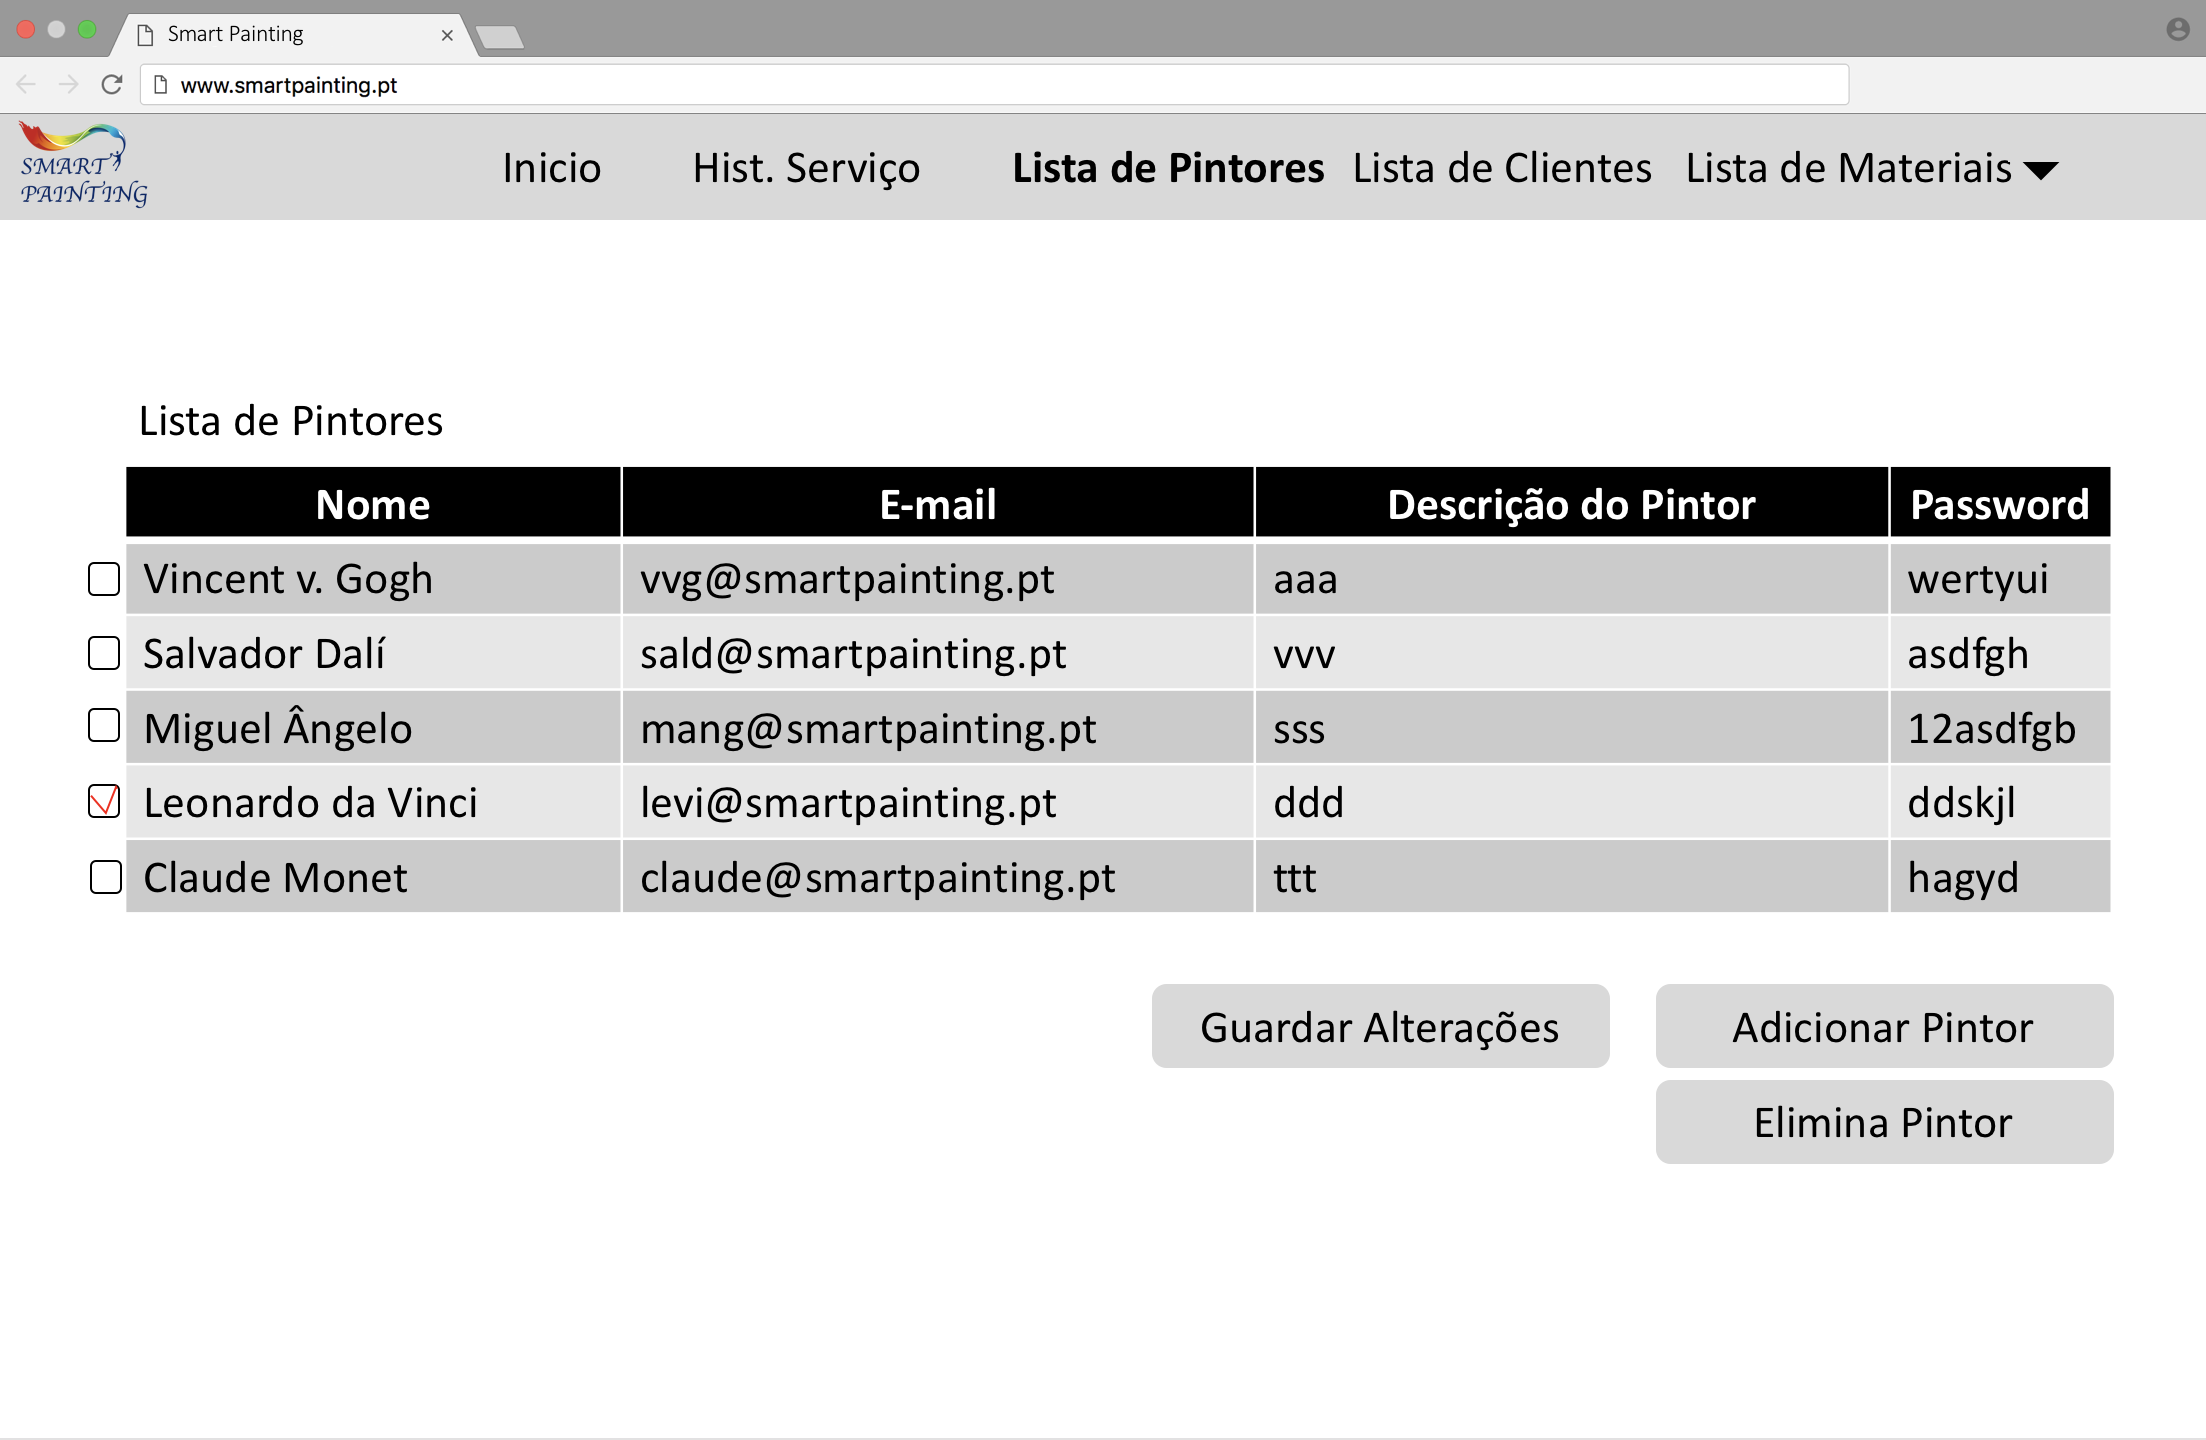 Smart Painting
www.smartpainting.pt
SMART
PAINTING
Inicio Hist. Serviço Lista de Pintores Lista de Clientes Lista de Materiais
Lista de Pintores
Nome E-mail Descrição do Pintor Password
Vincent v. Gogh vvg@smartpainting.pt aaa wertyui
Salvador Dalí sald@smartpainting.pt vvv asdfgh
Miguel Ângelo mang@smartpainting.pt sss 12asdfgb
Leonardo da Vinci levi@smartpainting.pt ddd ddskjl
Claude Monet claude@smartpainting.pt ttt hagyd
Guardar Alterações Adicionar Pintor
Elimina Pintor